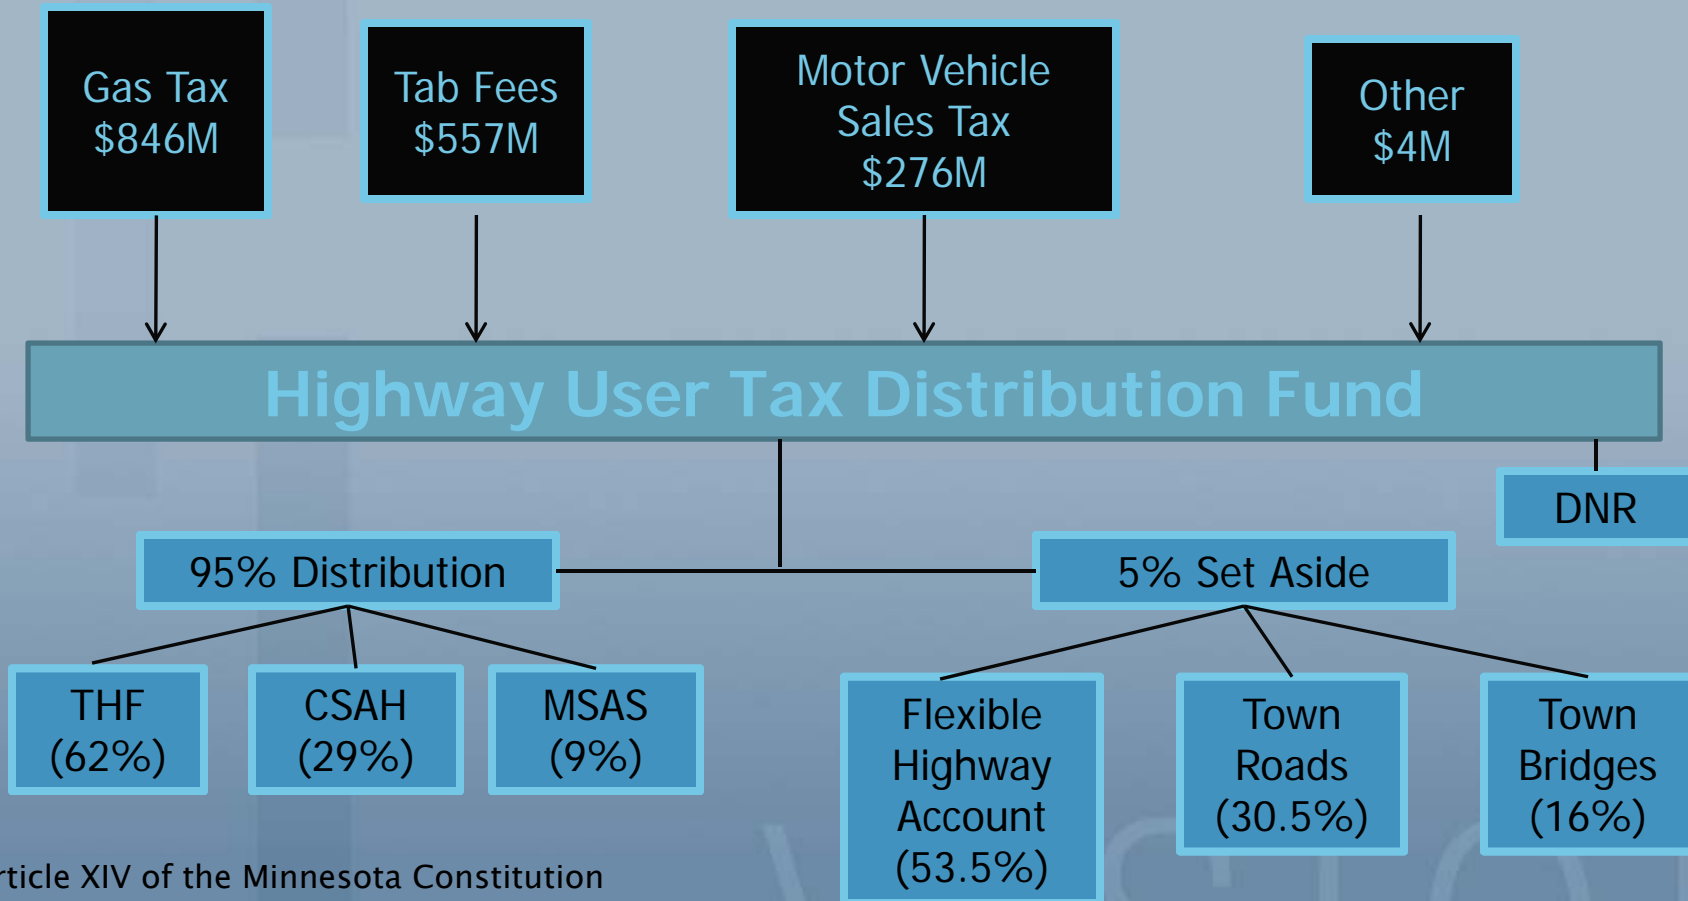 Gas Tax
$846M
Tab Fees
$557M
Motor Vehicle
Sales Tax
$276M
Other
$4M
Highway User Tax Distribution Fund
DNR
95% Distribution
5% Set Aside
THF
(62%)
CSAH
(29%)
MSAS
(9%)
Flexible
Highway
Account
(53.5%)
Town
Roads
(30.5%)
Town
Bridges
(16%)
rticle XIV of the Minnesota Constitution